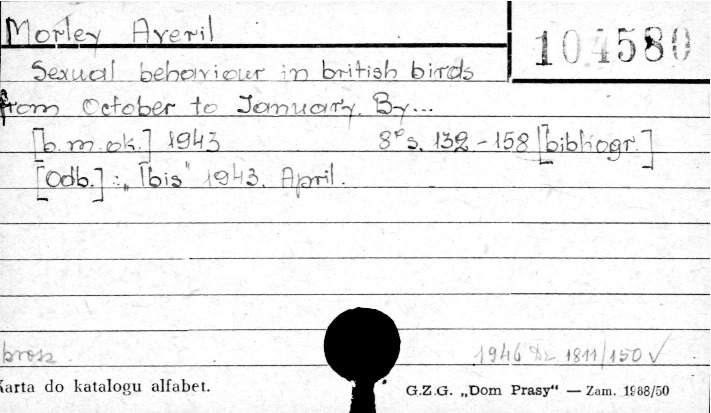 Morley Averil
104580
Sexual behaviour in british birds
from October to January. By...
[b.m.ok.] 1943 8° s. 132-158 [bibliogr.]
[Odb.]: „Ibis" 1943. April.
brosz.
1946 Dz 1811/150 ✓
Karta do katalogu alfabet.
G.Z.G. „Dom Prasy" — Zam. 1988/50